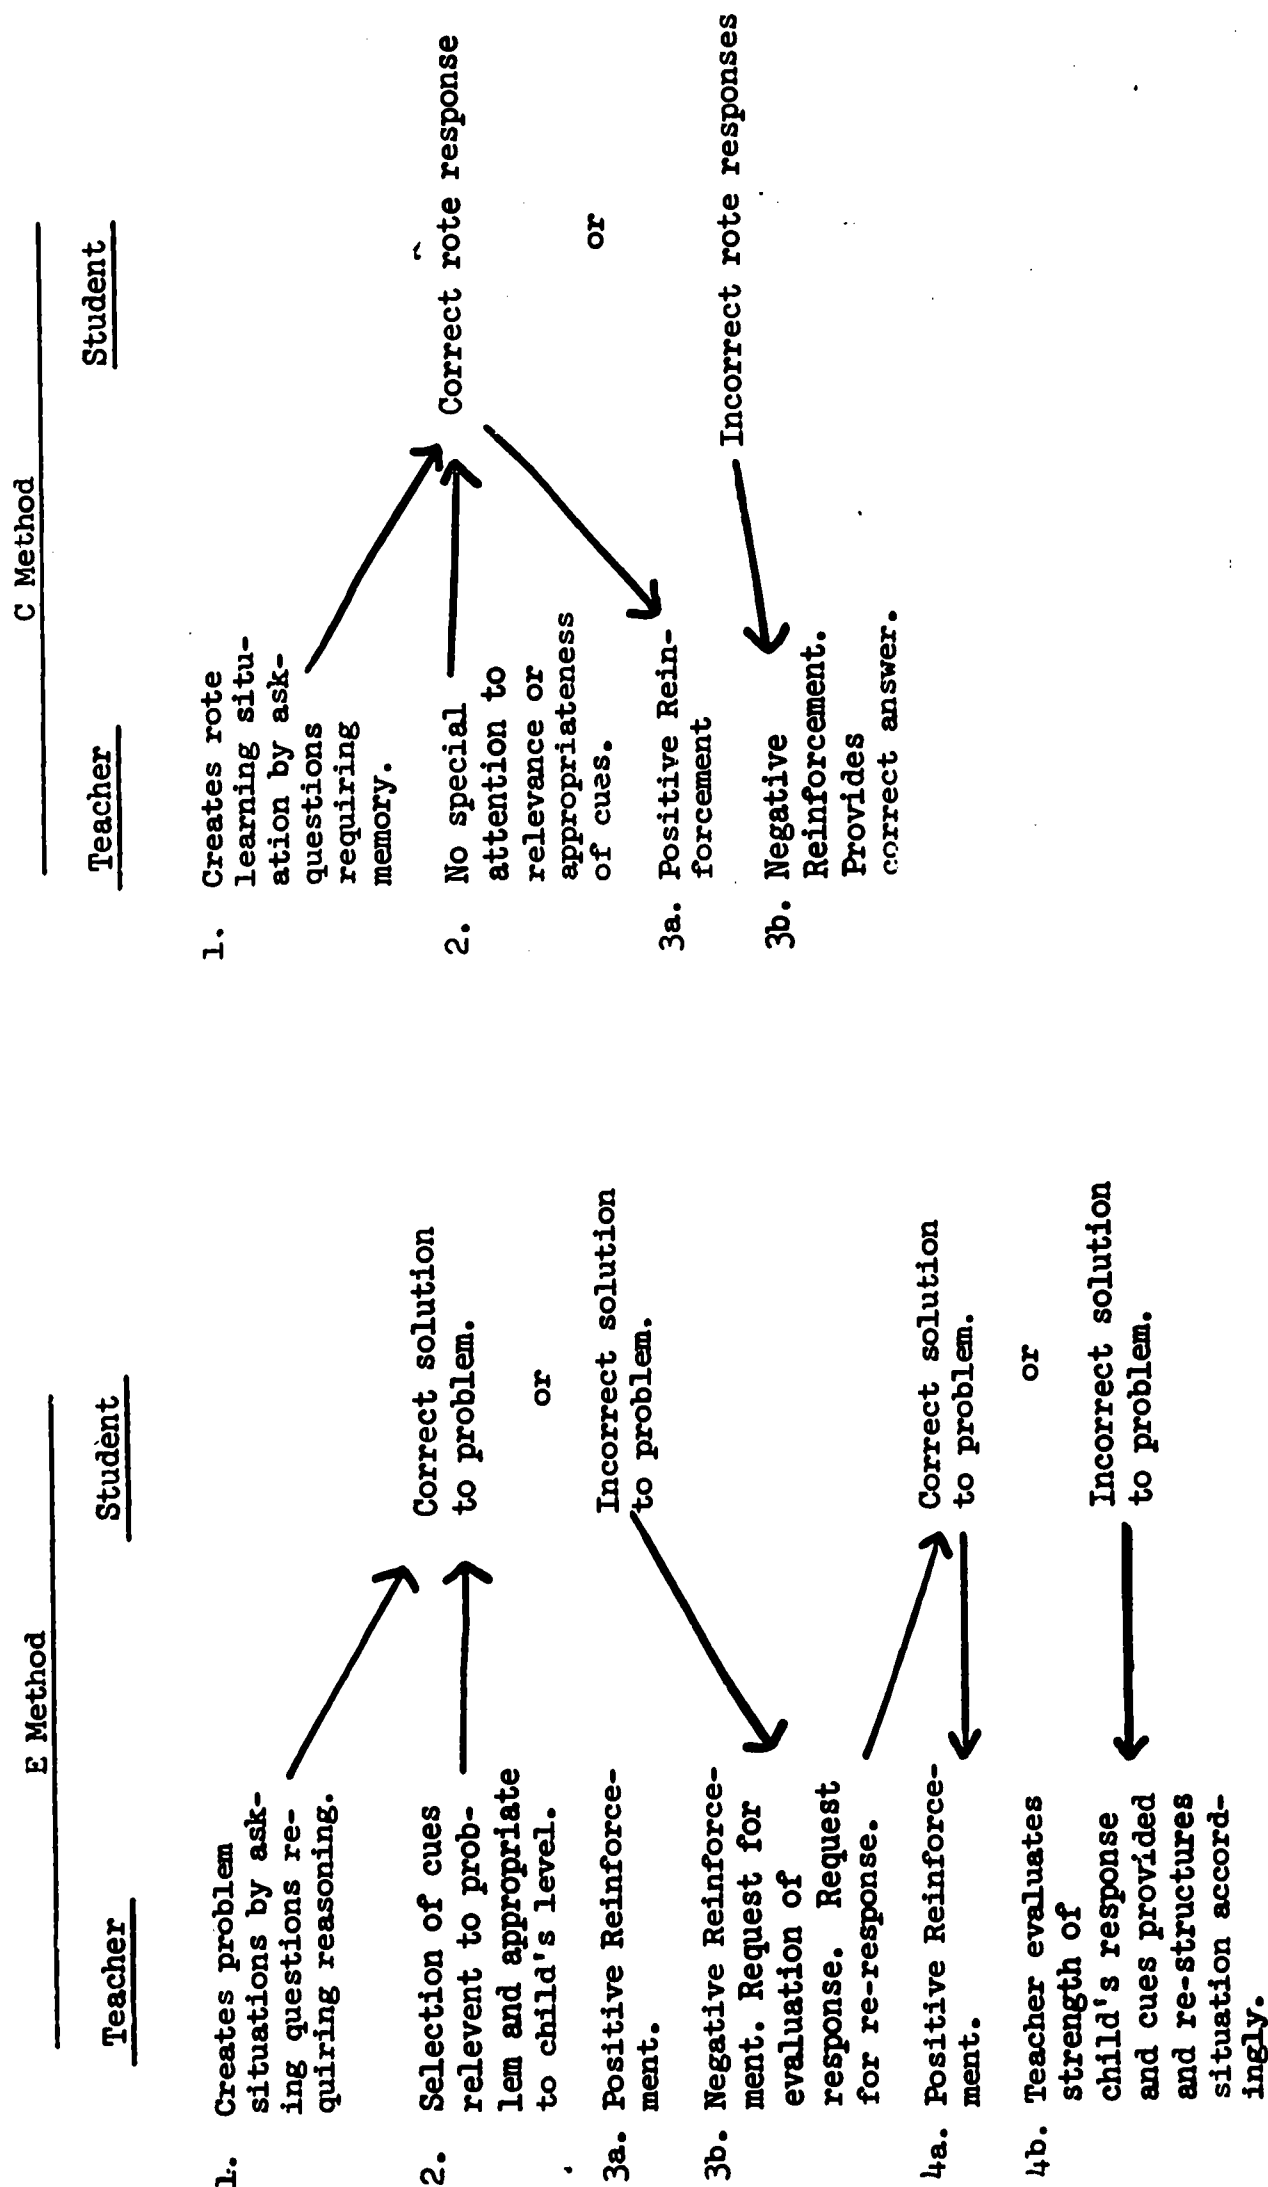 E Method
Teacher
Student
1. Creates problem
situations by ask-
ing questions re-
quiring reasoning.
Correct solution
to problem.
2. Selection of cues
relevent to prob-
lem and appropriate
to child's level.
or
3a. Positive Reinforce-
ment.
Incorrect solution
to problem.
3b. Negative Reinforce-
ment. Request for
evaluation of
response. Request
for re-response.
4a. Positive Reinforce-
ment.
Correct solution
to problem.
or
4b. Teacher evaluates
strength of
child's response
and cues provided
and re-structures
situation accord-
ingly.
Incorrect solution
to problem.
C Method
Teacher
Student
1. Creates rote
learning situ-
ation by ask-
questions
requiring
memory.
Correct rote response
2. No special
attention to
relevance or
appropriateness
of cues.
or
3a. Positive Rein-
forcement
Incorrect rote responses
3b. Negative
Reinforcement.
Provides
correct answer.